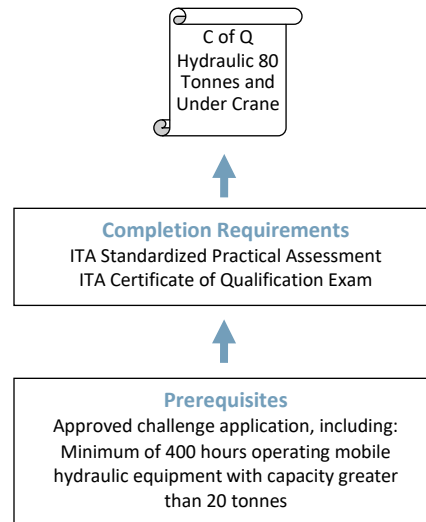 C of Q
Hydraulic 80
Tonnes and
Under Crane
Completion Requirements
ITA Standardized Practical Assessment
ITA Certificate of Qualification Exam
Prerequisites
Approved challenge application, including:
Minimum of 400 hours operating mobile
hydraulic equipment with capacity greater
than 20 tonnes